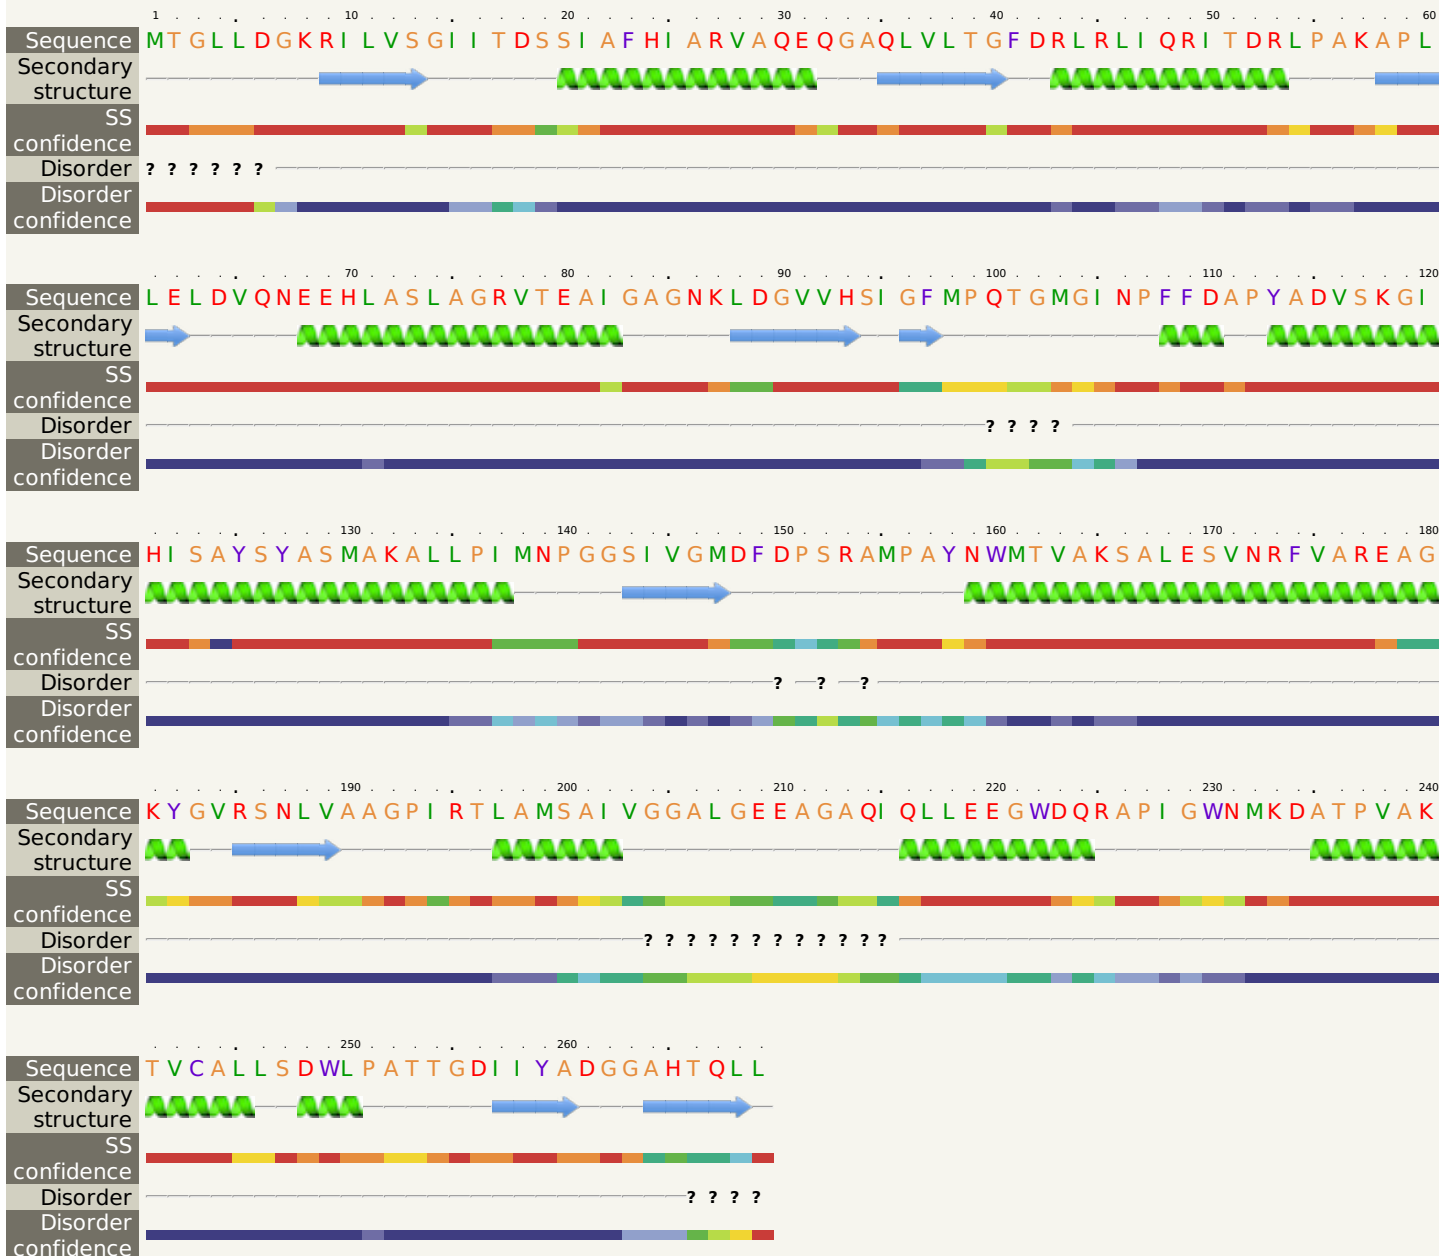 1 10 20 30 40 50 60
Sequence MTGLLDGKRILVSGIITDSSIAFHIARVAQEQGAQLVLTGFDRLRLIQRITDRLPAKAPL
Secondary
structure
SS
confidence
Disorder ? ? ? ? ? ?
Disorder
confidence
70 80 90 100 110 120
Sequence LELDVQNEEHLASLAGRVTEAIGAGNKLDGVVHSIGFMPQTGMGINPFFDAPYADVSKGI
Secondary
structure
SS
confidence
Disorder ? ? ? ?
Disorder
confidence
130 140 150 160 170 180
Sequence HISAYSYASMAKALLPIMNPGGSIVGMDFDPSRAMPAYNWMTVAKSALESVNRFVAREAG
Secondary
structure
SS
confidence
Disorder ? ? ?
Disorder
confidence
190 200 210 220 230 240
Sequence KYGVRSNLVAAGPIRTLAMSAIVGGALGEEAGAQIQLLEEGWDQRAPIGWNMKDATPVAK
Secondary
structure
SS
confidence
Disorder ? ? ? ? ? ? ? ? ? ? ? ?
Disorder
confidence
250 260
Sequence TVCALLSDWLPATTGDIIYADGGAHTQLL
Secondary
structure
SS
confidence
Disorder ? ? ? ?
Disorder
confidence